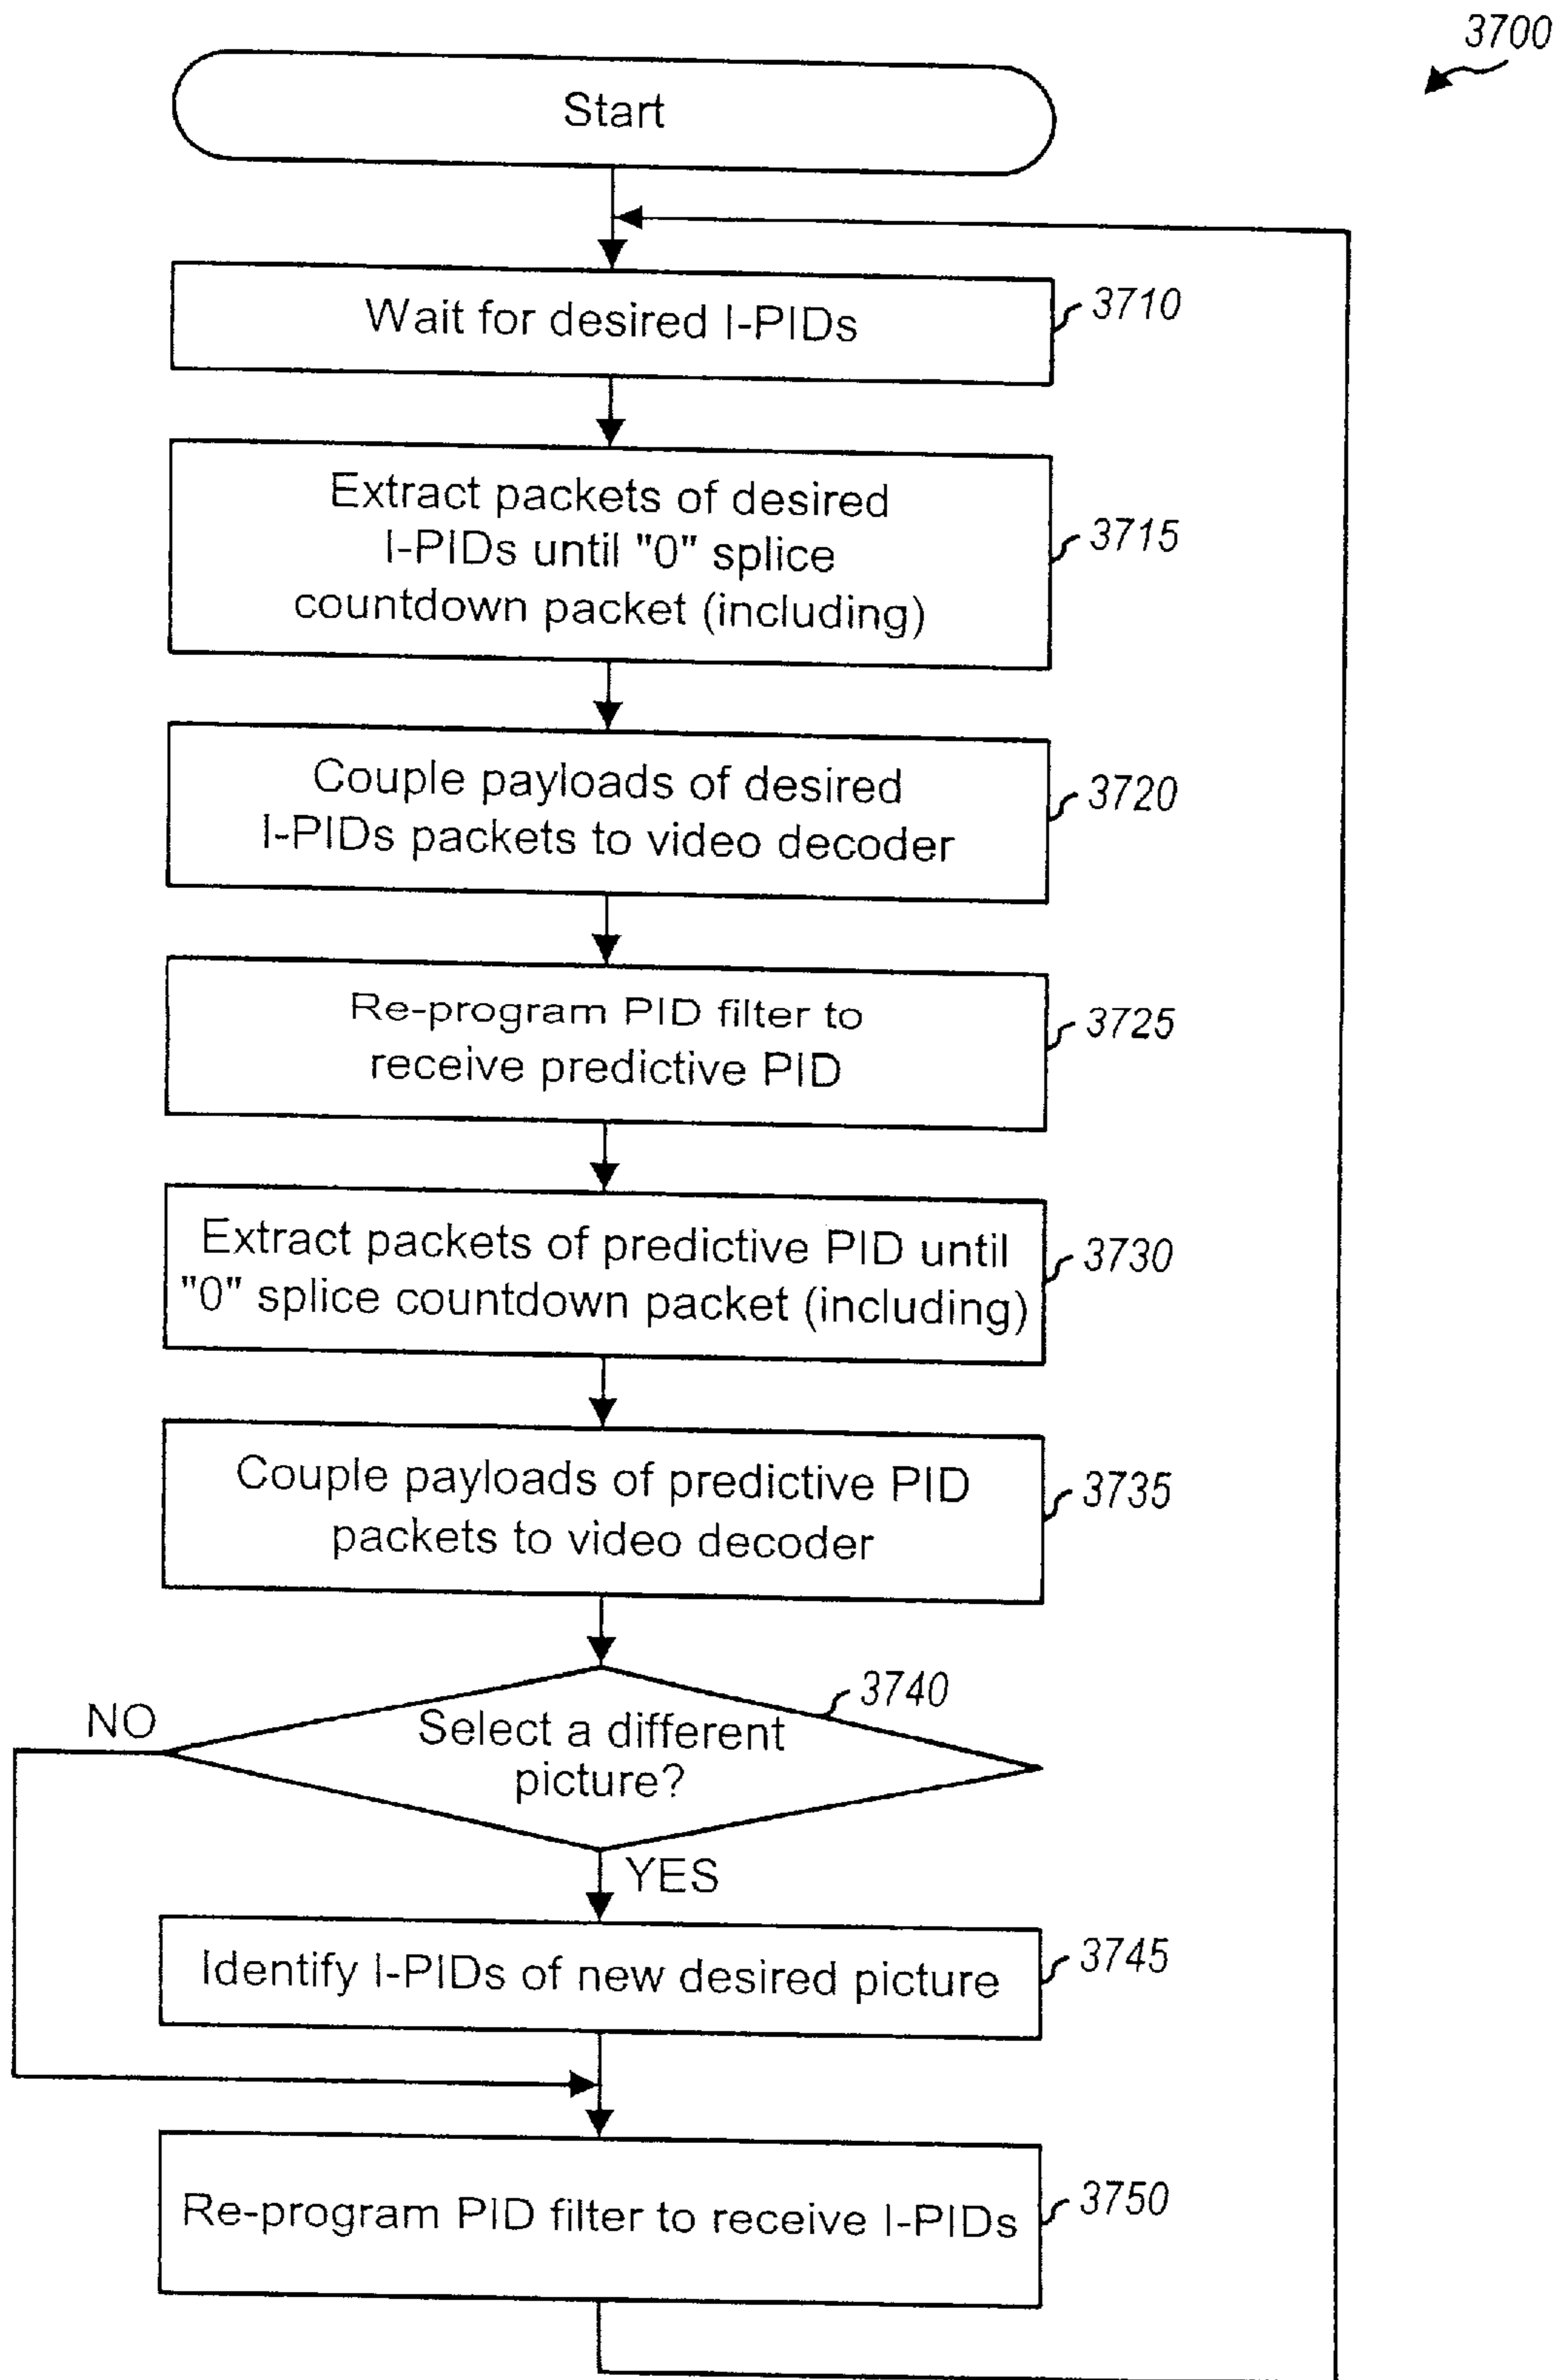 3700
Start
Wait for desired I-PIDs
3710
Extract packets of desired
I-PIDs until "0" splice
countdown packet (including)
3715
Couple payloads of desired
I-PIDs packets to video decoder
3720
Re-program PID filter to
receive predictive PID
3725
Extract packets of predictive PID until
"0" splice countdown packet (including)
3730
Couple payloads of predictive PID
packets to video decoder
3735
3740
NO
Select a different
picture?
YES
Identify I-PIDs of new desired picture
3745
Re-program PID filter to receive I-PIDs
3750